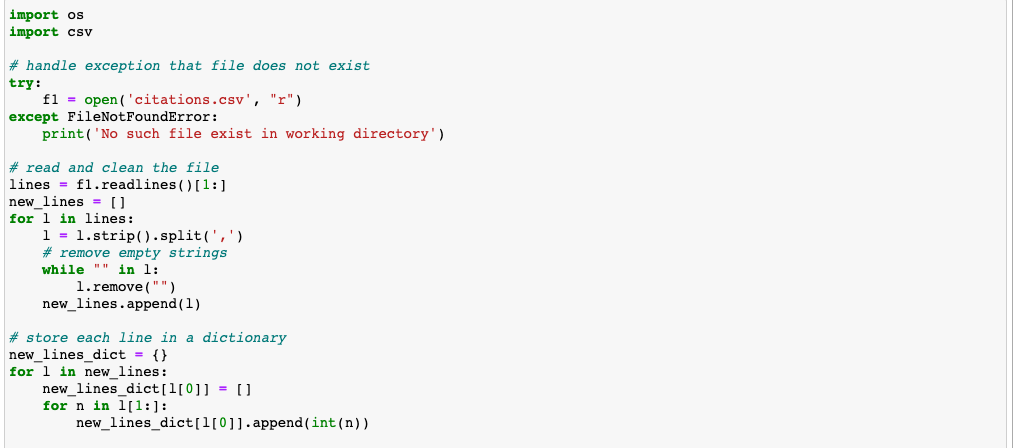 import os
import csv

# handle exception that file does not exist
try:
    f1 = open('citations.csv', "r")
except FileNotFoundError:
    print('No such file exist in working directory')

# read and clean the file
lines = f1.readlines()[1:]
new_lines = []
for l in lines:
    l = l.strip().split(',')
    # remove empty strings
    while "" in l:
        l.remove("")
    new_lines.append(l)

# store each line in a dictionary
new_lines_dict = {}
for l in new_lines:
    new_lines_dict[l[0]] = []
    for n in l[1:]:
        new_lines_dict[l[0]].append(int(n))